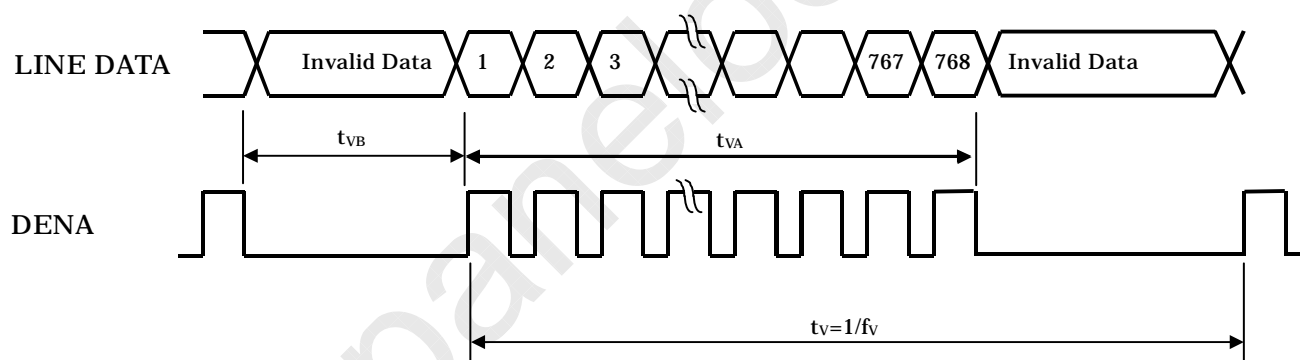 LINE DATA
Invalid Data 1 2 3 767 768 Invalid Data
tVB tVA
DENA
tV=1/fV